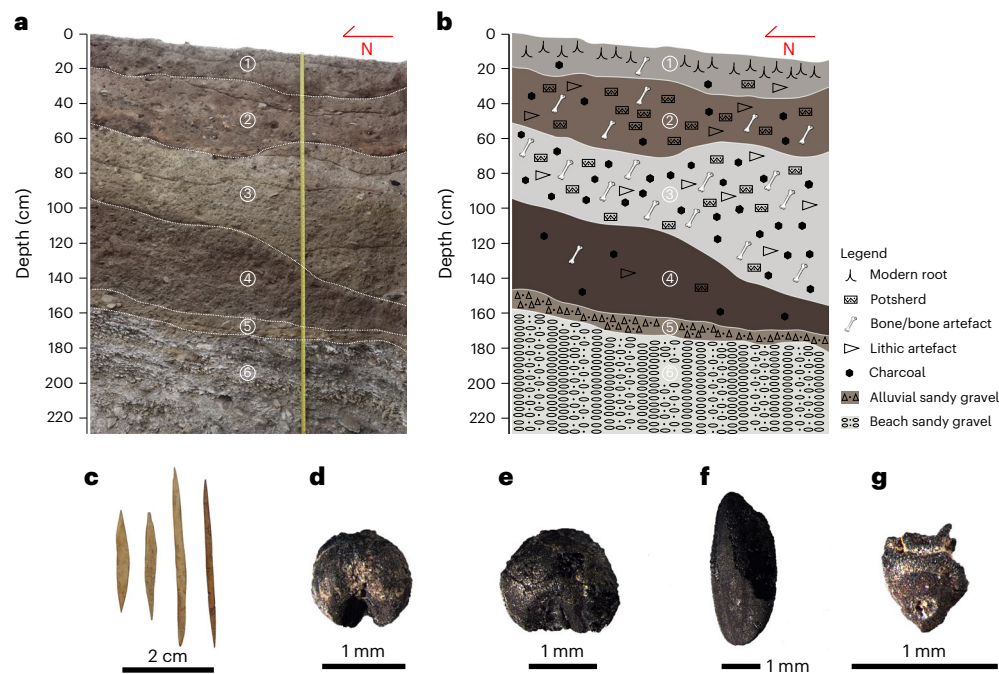 a
N
0
20
40
60
80
100
120
140
160
180
200
220
Depth (cm)
1
2
3
4
5
6
b
N
0
20
40
60
80
100
120
140
160
180
200
220
Depth (cm)
1
2
3
4
5
6
Legend
Modern root
Potsherd
Bone/bone artefact
Lithic artefact
Charcoal
Alluvial sandy gravel
Beach sandy gravel
c
2 cm
d
1 mm
e
1 mm
f
1 mm
g
1 mm